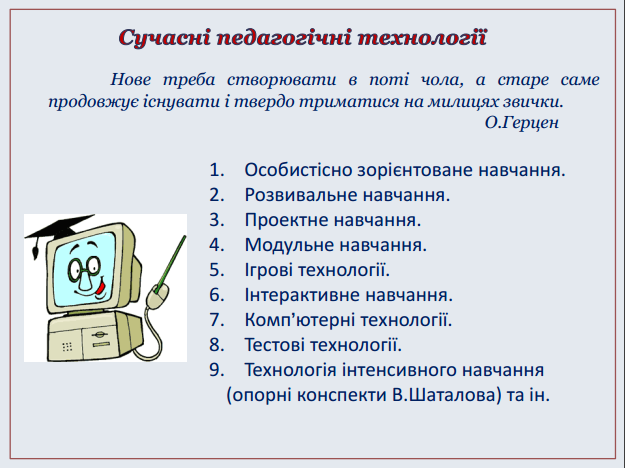 Сучасні педагогічні технології
Нове треба створювати в поті чола, а старе саме
продовжує існувати і твердо триматися на милицях звички.
О.Герцен
1. Особистісно зорієнтоване навчання.
2. Розвивальне навчання.
3. Проектне навчання.
4. Модульне навчання.
5. Ігрові технології.
6. Інтерактивне навчання.
7. Комп’ютерні технології.
8. Тестові технології.
9. Технологія інтенсивного навчання
(опорні конспекти В.Шаталова) та ін.